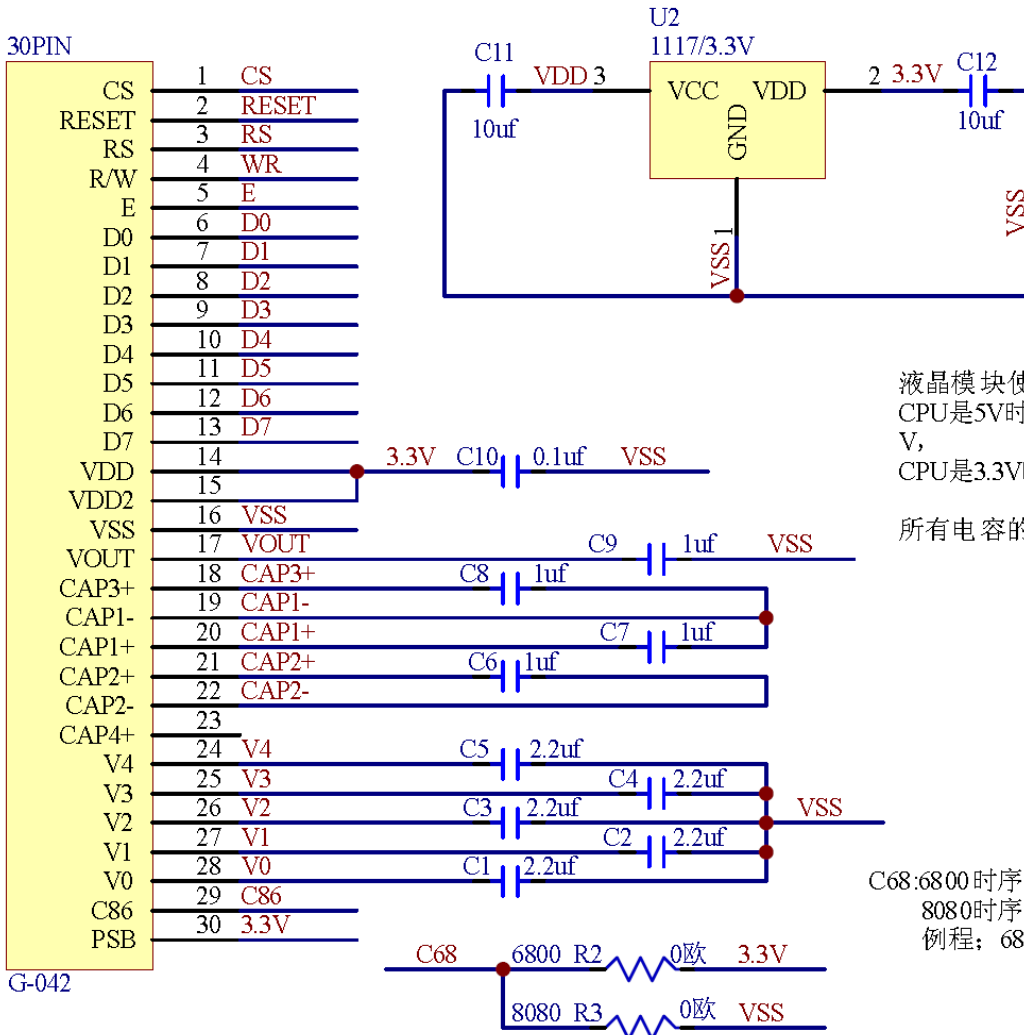 30PIN
CS 1 CS
RESET 2 RESET
RS 3 RS
R/W 4 WR
E 5 E
D0 6 D0
D1 7 D1
D2 8 D2
D3 9 D3
D4 10 D4
D5 11 D5
D6 12 D6
D7 13 D7
VDD 14 3.3V C10 0.1uf VSS
VDD2 15
VSS 16 VSS
VOUT 17 VOUT C9 1uf VSS
CAP3+ 18 CAP3+ C8 1uf
CAP1- 19 CAP1-
CAP1+ 20 CAP1+ C7 1uf
CAP2+ 21 CAP2+ C6 1uf
CAP2- 22 CAP2-
CAP4+ 23
V4 24 V4 C5 2.2uf
V3 25 V3 C4 2.2uf
V2 26 V2 C3 2.2uf VSS
V1 27 V1 C2 2.2uf
V0 28 V0 C1 2.2uf
C86 29 C86
PSB 30 3.3V
G-042
U2
1117/3.3V
C11 VDD 3 VCC VDD 2 3.3V C12
10uf GND 10uf
VSS 1
VSS
液晶模块使
CPU是5V时
V,
CPU是3.3V
所有电容的
C68:6800时序
8080时序
例程；68
C68 6800 R2 0欧 3.3V
8080 R3 0欧 VSS